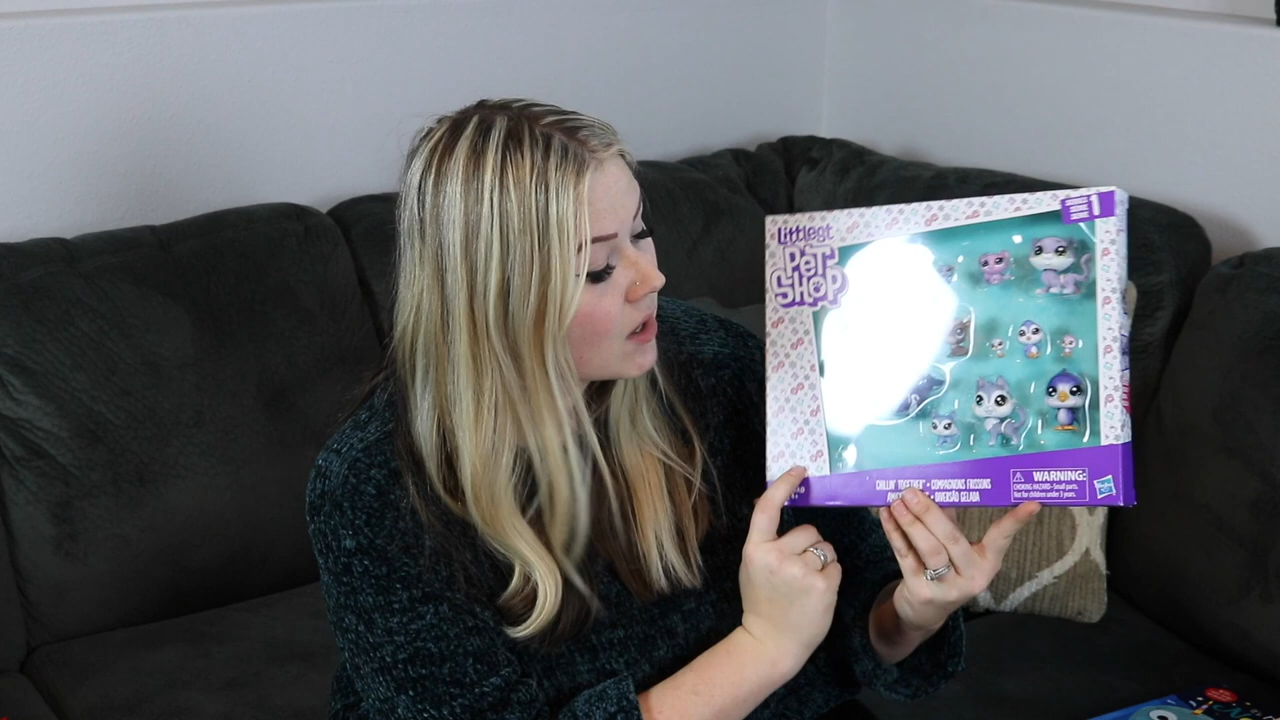 Littlest
PET
SHOP
1
CHILLIN' TOGETHER • COMPAGNONS FRISSONS
DIVERSÃO GELADA
WARNING:
CHOKING HAZARD–Small parts.
Not for children under 3 years.
Hasbro